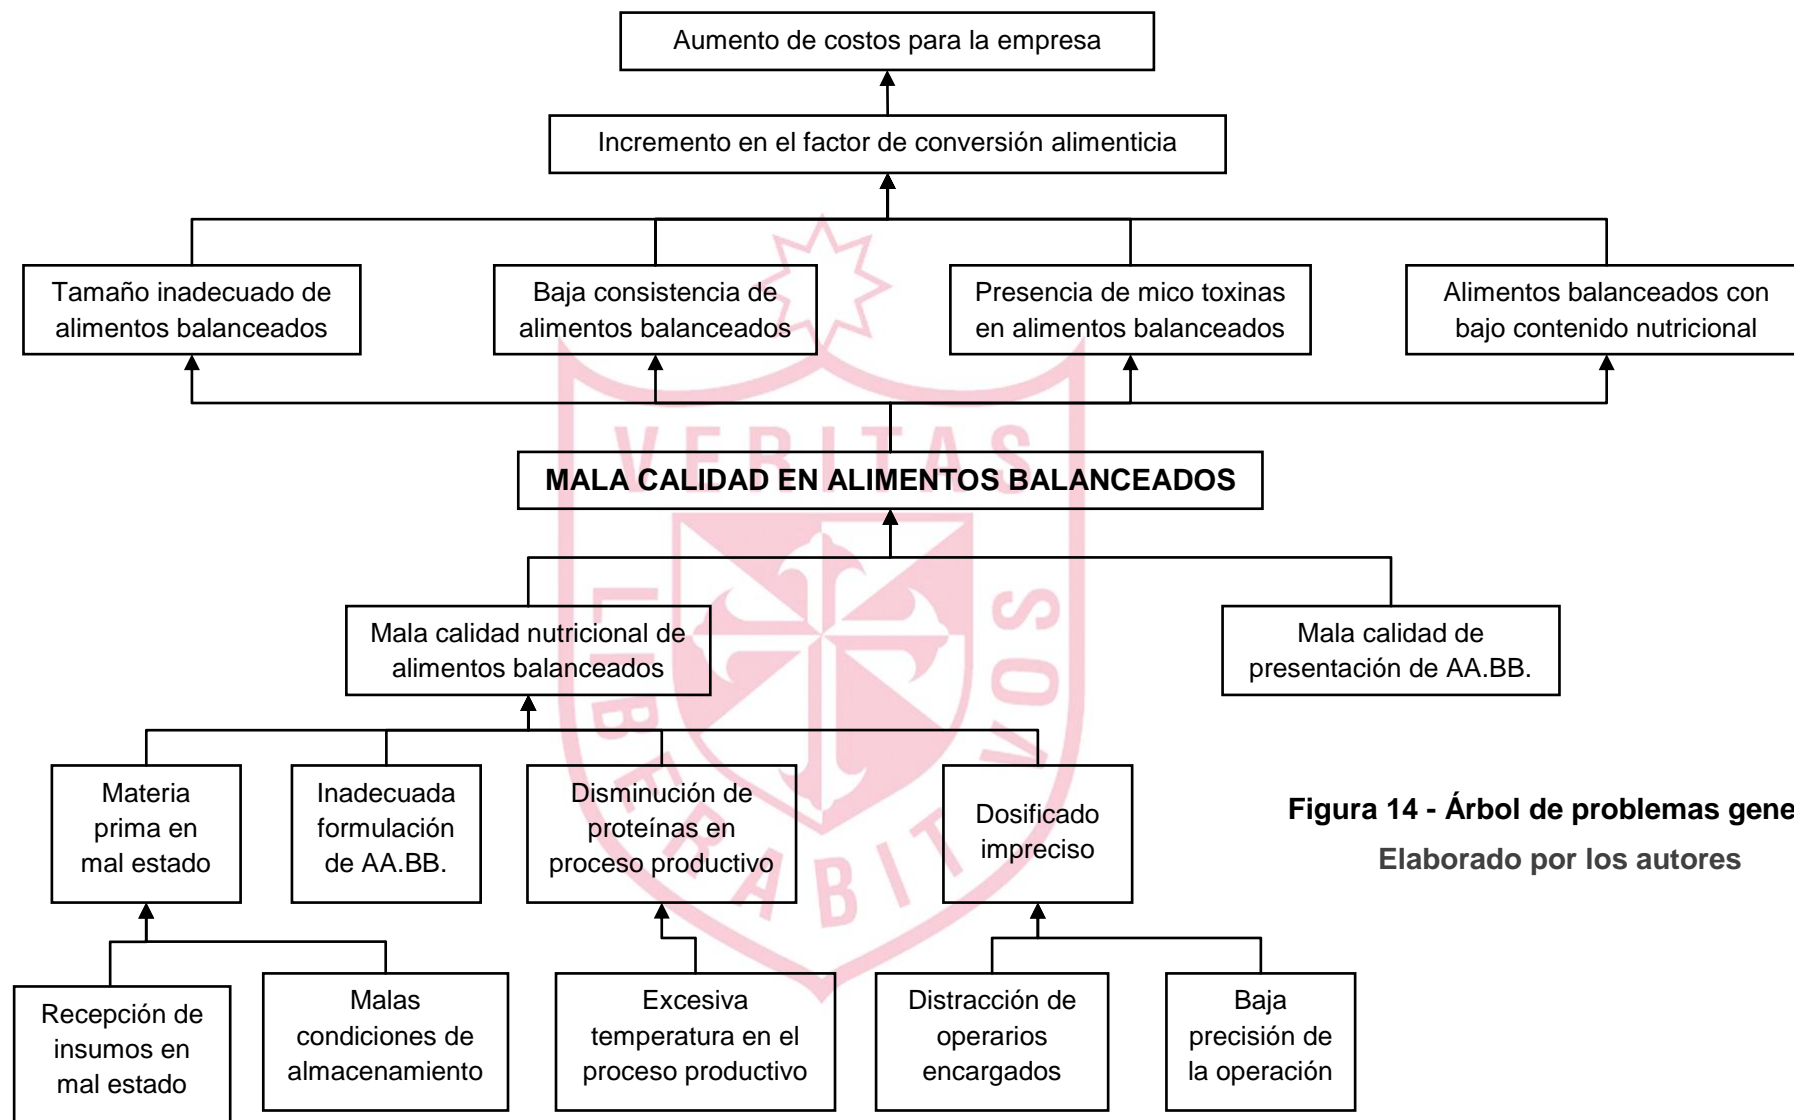 Aumento de costos para la empresa
Incremento en el factor de conversión alimenticia
Tamaño inadecuado de
alimentos balanceados
Baja consistencia de
alimentos balanceados
Presencia de mico toxinas
en alimentos balanceados
Alimentos balanceados con
bajo contenido nutricional
VERITAS
MALA CALIDAD EN ALIMENTOS BALANCEADOS
LIBERABIT VOS
Mala calidad nutricional de
alimentos balanceados
Mala calidad de
presentación de AA.BB.
Materia
prima en
mal estado
Inadecuada
formulación
de AA.BB.
Disminución de
proteínas en
proceso productivo
Dosificado
impreciso
Figura 14 - Árbol de problemas gene
Elaborado por los autores
Recepción de
insumos en
mal estado
Malas
condiciones de
almacenamiento
Excesiva
temperatura en el
proceso productivo
Distracción de
operarios
encargados
Baja
precisión de
la operación